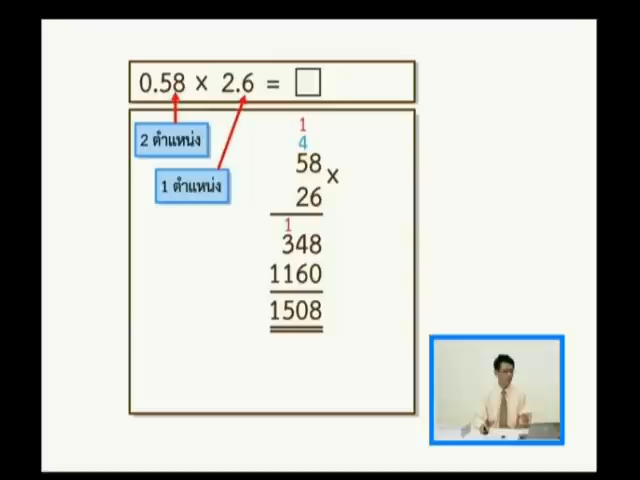 0.58 × 2.6 = □
2 ตำแหน่ง
1 ตำแหน่ง
1
4
58 ×
26
1
348
1160
1508